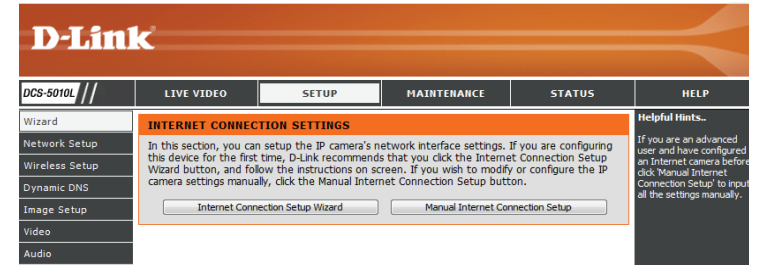 D-Link
DCS-5010L
LIVE VIDEO
SETUP
MAINTENANCE
STATUS
HELP
Wizard
Network Setup
Wireless Setup
Dynamic DNS
Image Setup
Video
Audio
INTERNET CONNECTION SETTINGS
In this section, you can setup the IP camera's network interface settings. If you are configuring
this device for the first time, D-Link recommends that you click the Internet Connection Setup
Wizard button, and follow the instructions on screen. If you wish to modify or configure the IP
camera settings manually, click the Manual Internet Connection Setup button.
Internet Connection Setup Wizard
Manual Internet Connection Setup
Helpful Hints..
If you are an advanced
user and have configured
an Internet camera before
click 'Manual Internet
Connection Setup' to input
all the settings manually.